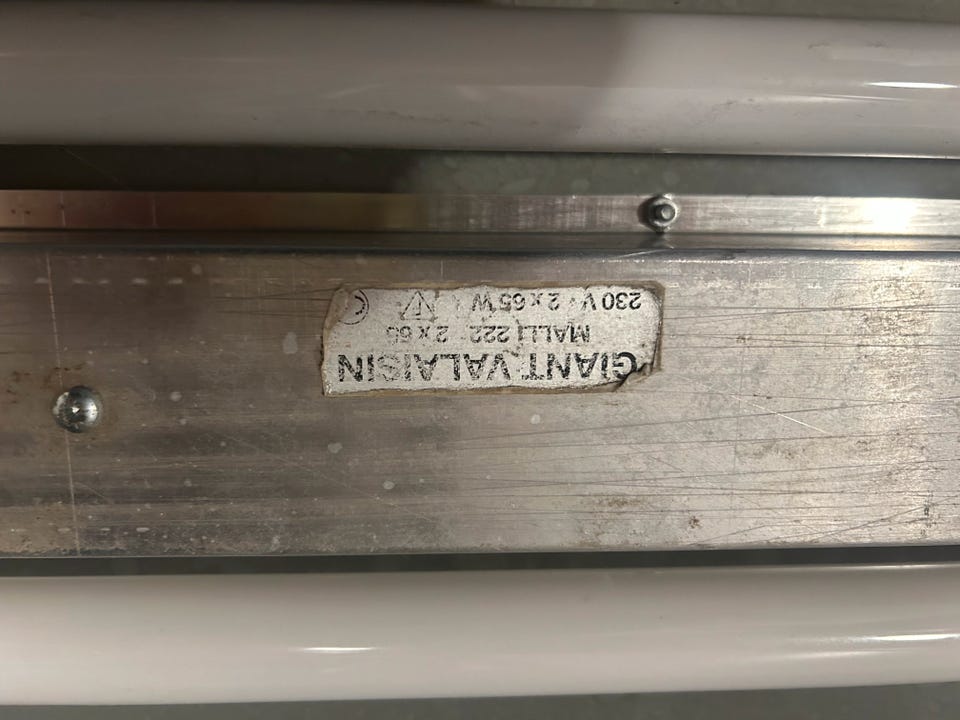 GIANT VALAISIN
MALLI 222 2 x 65
230 V · 2 x 65 W